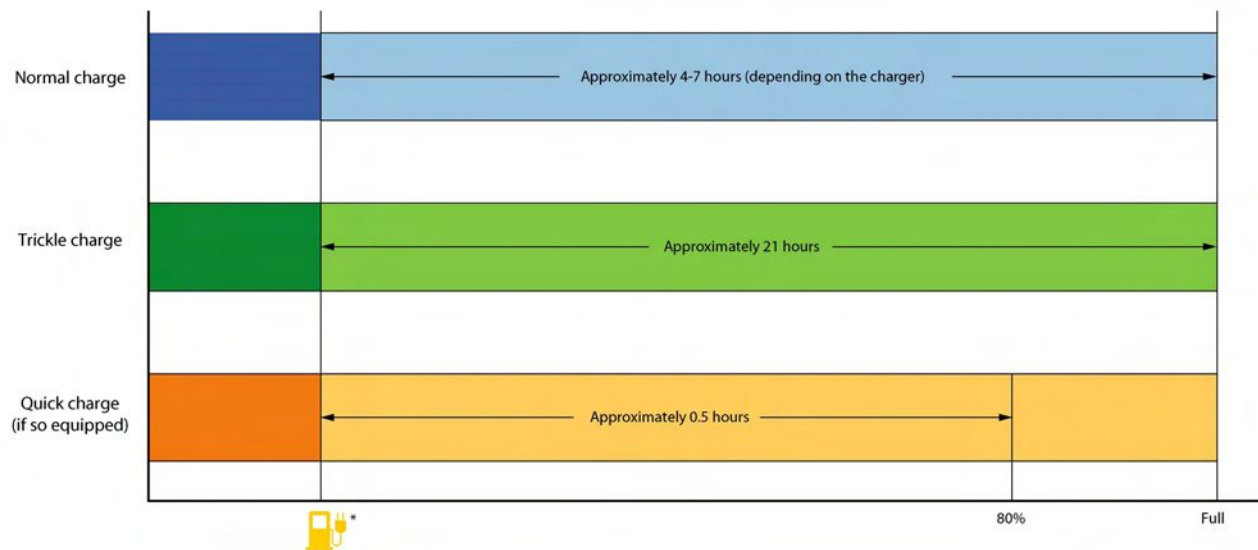 Normal charge
Approximately 4-7 hours (depending on the charger)
Trickle charge
Approximately 21 hours
Quick charge
(if so equipped)
Approximately 0.5 hours
*
80%
Full